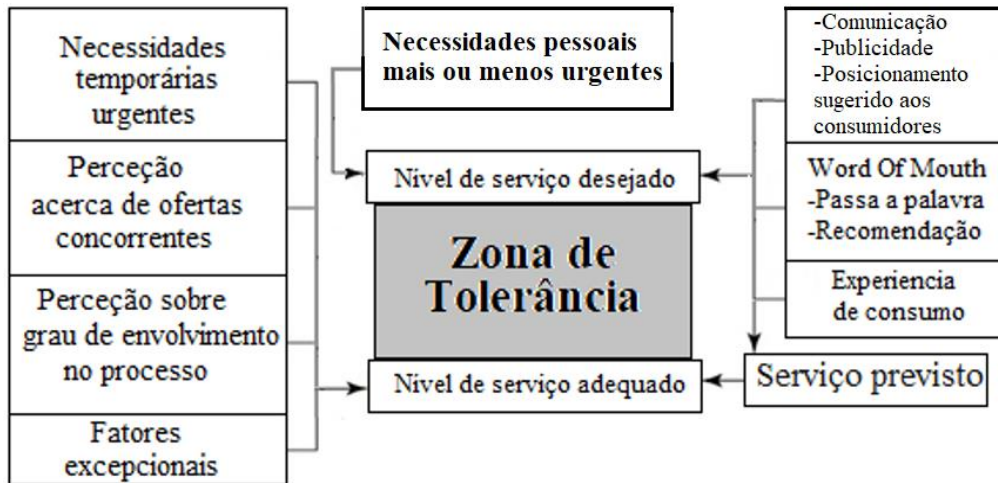 Necessidades
temporárias
urgentes
Perceção
acerca de ofertas
concorrentes
Perceção sobre
grau de envolvimento
no processo
Fatores
excepcionais
Necessidades pessoais
mais ou menos urgentes
Nível de serviço desejado
Zona de
Tolerância
Nível de serviço adequado
-Comunicação
-Publicidade
-Posicionamento
sugerido aos
consumidores
Word Of Mouth
-Passa a palavra
-Recomendação
Experiencia
de consumo
Serviço previsto